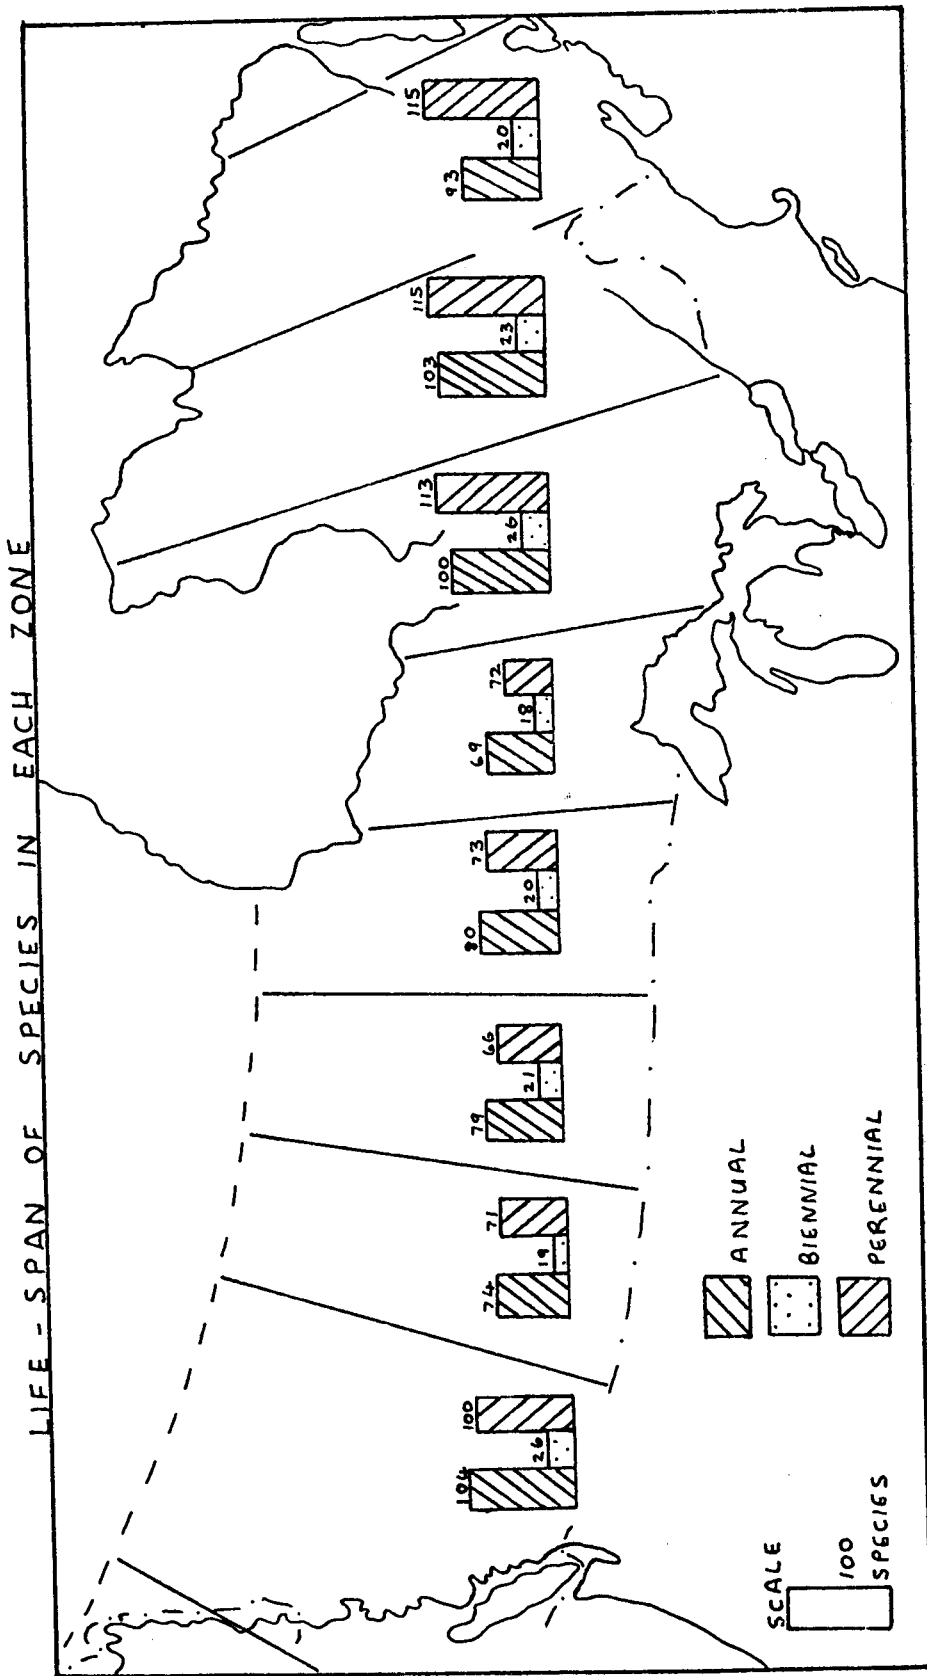 LIFE-SPAN OF SPECIES IN EACH ZONE
104 26 100
74 19 71
79 21 66
80 20 73
69 18 72
100 26 113
103 23 115
93 20 115
SCALE
100
SPECIES
ANNUAL
BIENNIAL
PERENNIAL